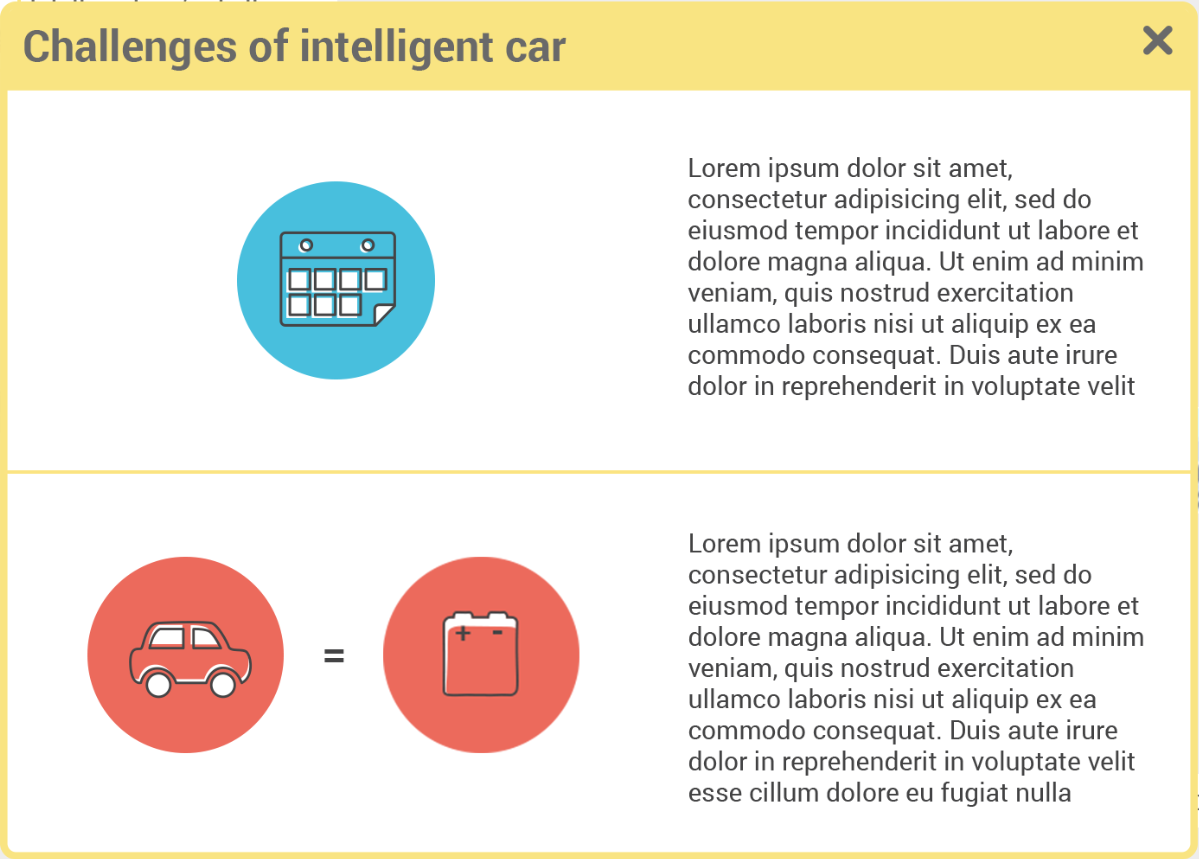 Challenges of intelligent car
Lorem ipsum dolor sit amet,
consectetur adipisicing elit, sed do
eiusmod tempor incididunt ut labore et
dolore magna aliqua. Ut enim ad minim
veniam, quis nostrud exercitation
ullamco laboris nisi ut aliquip ex ea
commodo consequat. Duis aute irure
dolor in reprehenderit in voluptate velit
=
+ -
Lorem ipsum dolor sit amet,
consectetur adipisicing elit, sed do
eiusmod tempor incididunt ut labore et
dolore magna aliqua. Ut enim ad minim
veniam, quis nostrud exercitation
ullamco laboris nisi ut aliquip ex ea
commodo consequat. Duis aute irure
dolor in reprehenderit in voluptate velit
esse cillum dolore eu fugiat nulla